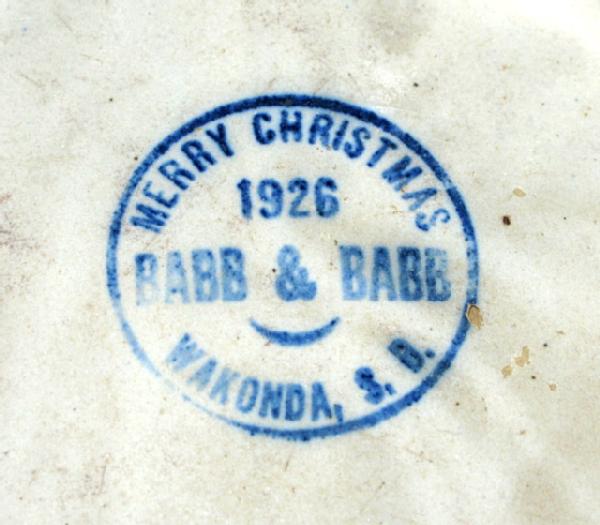 MERRY CHRISTMAS
1926
BABB & BABB
WAKONDA, S. D.